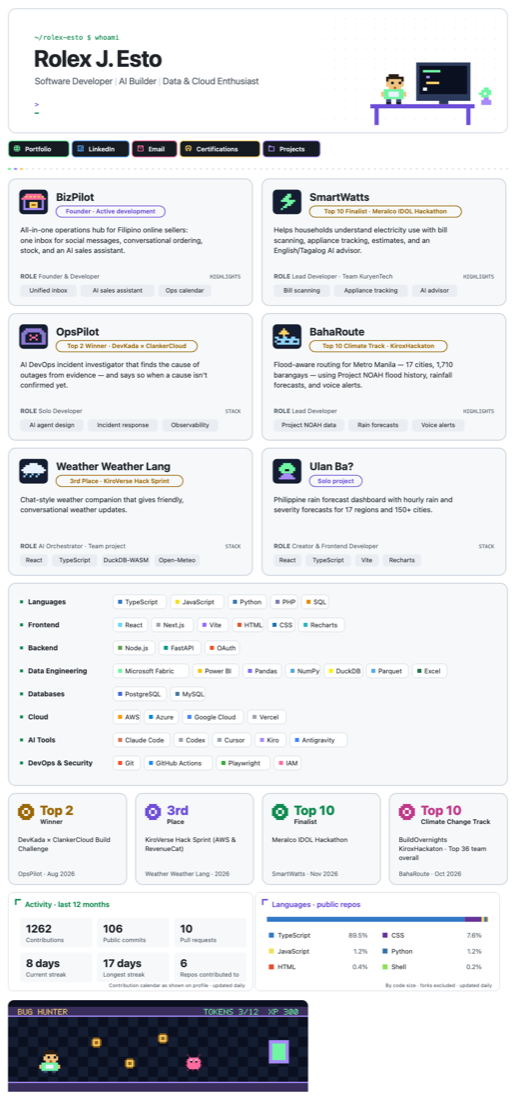 ~/rolex-esto $ whoami
Rolex J. Esto
Software Developer | AI Builder | Data & Cloud Enthusiast
>
Portfolio
LinkedIn
Email
Certifications
Projects
BizPilot
Founder · Active development
All-in-one operations hub for Filipino online sellers:
one inbox for social messages, conversational ordering,
stock, and an AI sales assistant.
ROLE Founder & Developer
HIGHLIGHTS
Unified inbox
AI sales assistant
Ops calendar
SmartWatts
Top 10 Finalist · Meralco IDOL Hackathon
Helps households understand electricity use with bill
scanning, appliance tracking, estimates, and an
English/Tagalog AI advisor.
ROLE Lead Developer · Team KuryenTech
HIGHLIGHTS
Bill scanning
Appliance tracking
AI advisor
OpsPilot
Top 2 Winner · DevKada × ClankerCloud
AI DevOps incident investigator that finds the cause of
outages from evidence — and says so when a cause isn't
confirmed yet.
ROLE Solo Developer
STACK
AI agent design
Incident response
Observability
BahaRoute
Top 10 Climate Track · KiroxHackaton
Flood-aware routing for Metro Manila — 17 cities, 1,710
barangays — using Project NOAH flood history, rainfall
forecasts, and voice alerts.
ROLE Lead Developer
HIGHLIGHTS
Project NOAH data
Rain forecasts
Voice alerts
Weather Weather Lang
3rd Place · KiroVerse Hack Sprint
Chat-style weather companion that gives friendly,
conversational weather updates.
ROLE AI Orchestrator · Team project
STACK
React
TypeScript
DuckDB-WASM
Open-Meteo
Ulan Ba?
Solo project
Philippine rain forecast dashboard with hourly rain and
severity forecasts for 17 regions and 150+ cities.
ROLE Creator & Frontend Developer
STACK
React
TypeScript
Vite
Recharts
Languages
TypeScript
JavaScript
Python
PHP
SQL
Frontend
React
Next.js
Vite
HTML
CSS
Recharts
Backend
Node.js
FastAPI
OAuth
Data Engineering
Microsoft Fabric
Power BI
Pandas
NumPy
DuckDB
Parquet
Excel
Databases
PostgreSQL
MySQL
Cloud
AWS
Azure
Google Cloud
Vercel
AI Tools
Claude Code
Codex
Cursor
Kiro
Antigravity
DevOps & Security
Git
GitHub Actions
Playwright
IAM
Top 2
Winner
DevKada × ClankerCloud Build
Challenge
OpsPilot · Aug 2026
3rd
Place
KiroVerse Hack Sprint (AWS &
RevenueCat)
Weather Weather Lang · 2026
Top 10
Finalist
Meralco IDOL Hackathon
SmartWatts · Nov 2026
Top 10
Climate Change Track
BuildOvernights
KiroxHackaton · Top 36 team
overall
BahaRoute · Oct 2026
Activity · last 12 months
1262
Contributions
106
Public commits
10
Pull requests
8 days
Current streak
17 days
Longest streak
6
Repos contributed to
Contribution calendar as shown on profile · updated daily
Languages · public repos
TypeScript 89.5%
CSS 7.6%
JavaScript 1.2%
Python 1.2%
HTML 0.4%
Shell 0.2%
By code size · forks excluded · updated daily
BUG HUNTER
TOKENS 3/12 XP 300